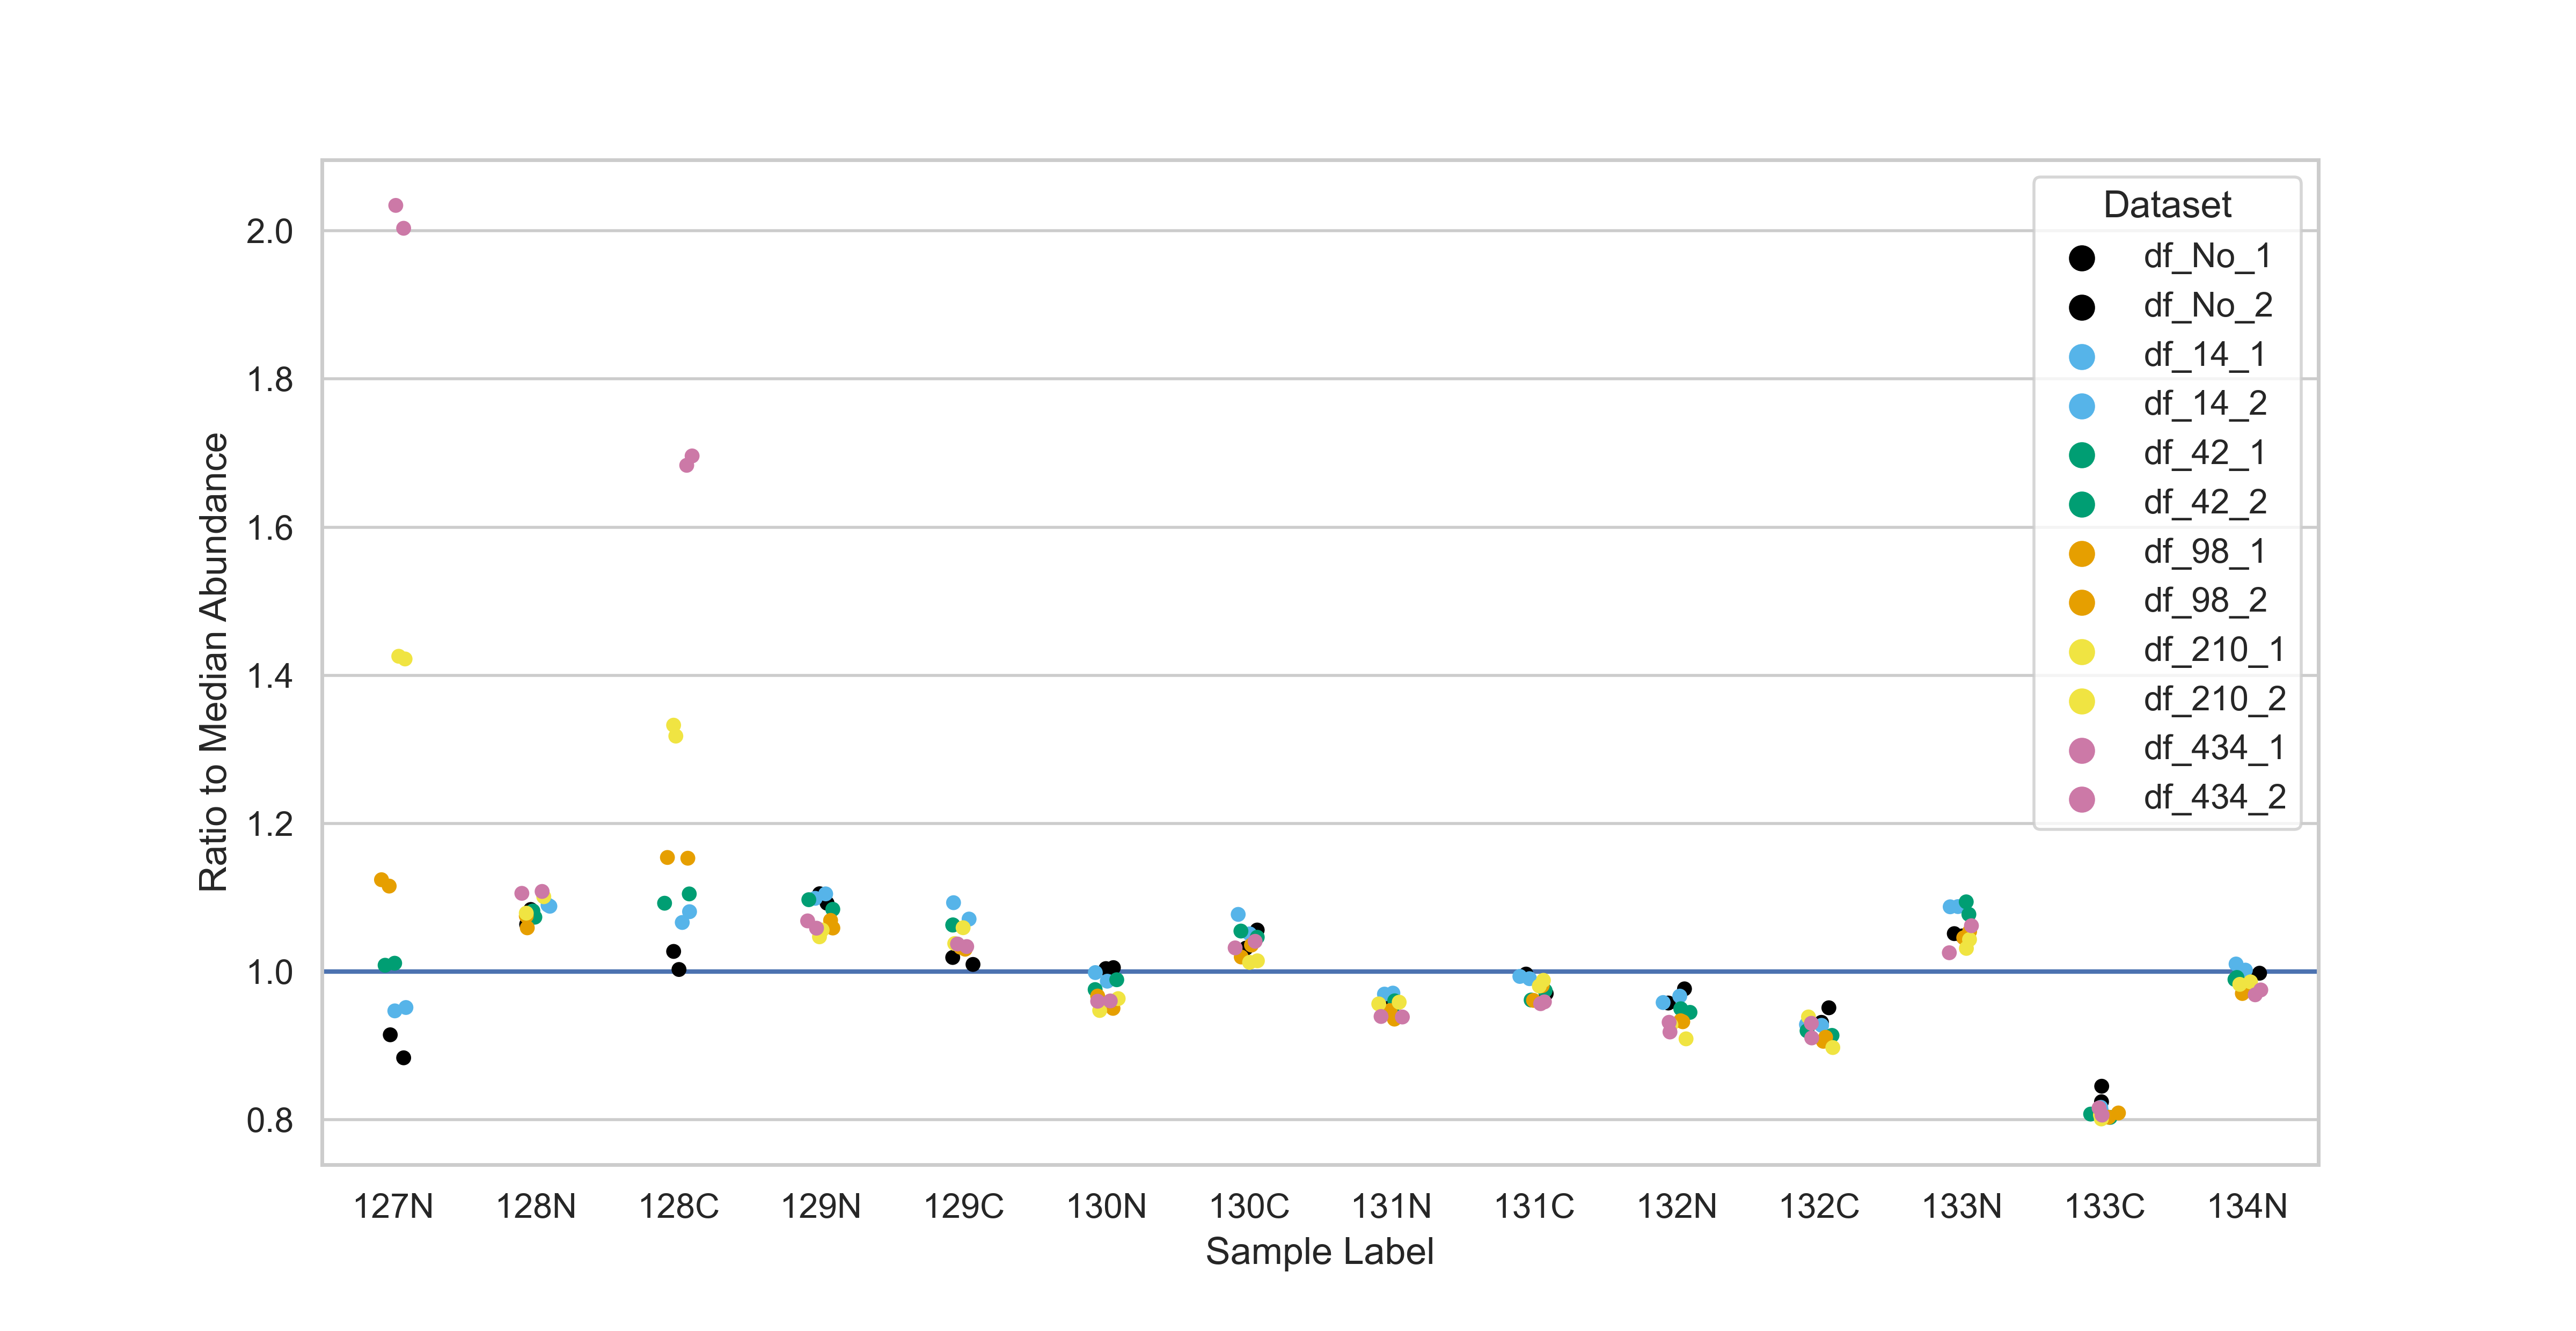 Dataset
df_No_1
df_No_2
df_14_1
df_14_2
df_42_1
df_42_2
df_98_1
df_98_2
df_210_1
df_210_2
df_434_1
df_434_2
Ratio to Median Abundance
2.0
1.8
1.6
1.4
1.2
1.0
0.8
127N 128N 128C 129N 129C 130N 130C 131N 131C 132N 132C 133N 133C 134N
Sample Label